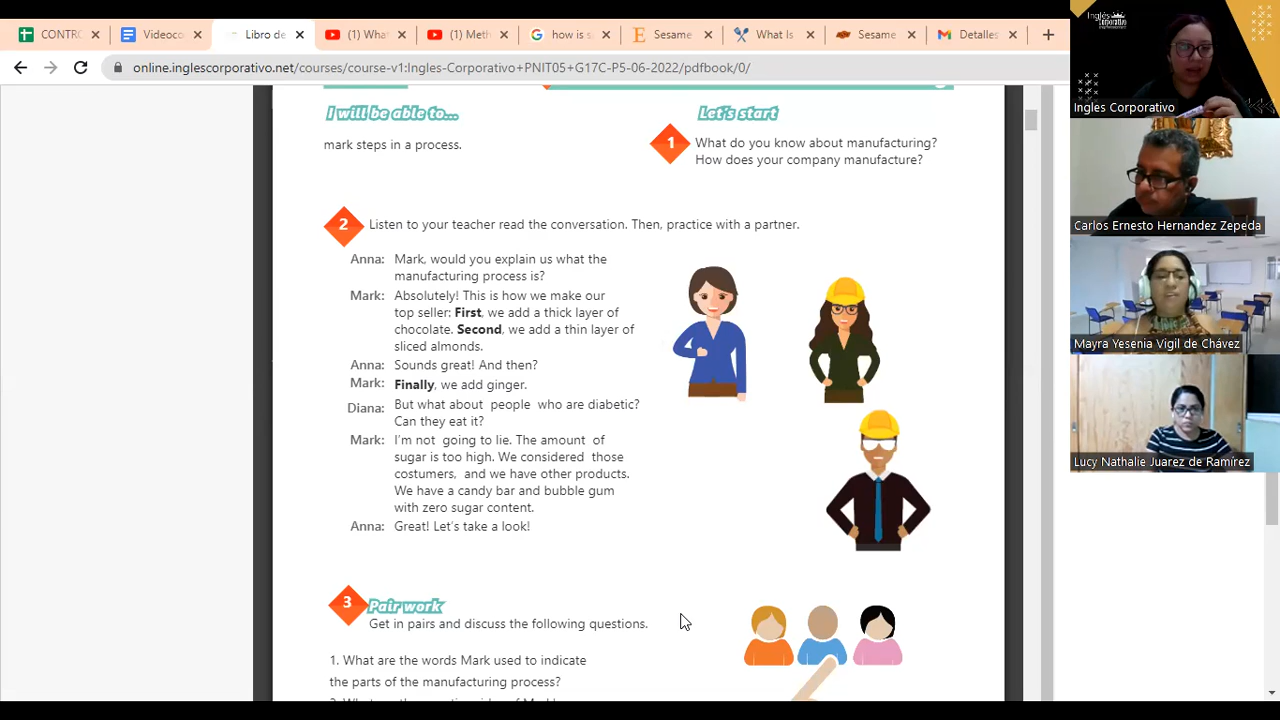 CONTRO
Videoco
Libro de
(1) Wha
(1) Meth
how is s
Sesame
What Is
Sesame
Detalles
online.inglescorporativo.net/courses/course-v1:Ingles-Corporativo+PNIT05+G17C-P5-06-2022/pdfbook/0/
I will be able to...
mark steps in a process.
Let's start
1
What do you know about manufacturing?
How does your company manufacture?
2
Listen to your teacher read the conversation. Then, practice with a partner.
Anna: Mark, would you explain us what the
manufacturing process is?
Mark: Absolutely! This is how we make our
top seller: First, we add a thick layer of
chocolate. Second, we add a thin layer of
sliced almonds.
Anna: Sounds great! And then?
Mark: Finally, we add ginger.
Diana: But what about people who are diabetic?
Can they eat it?
Mark: I'm not going to lie. The amount of
sugar is too high. We considered those
costumers, and we have other products.
We have a candy bar and bubble gum
with zero sugar content.
Anna: Great! Let's take a look!
3
Pair work
Get in pairs and discuss the following questions.
1. What are the words Mark used to indicate
the parts of the manufacturing process?
Inglés
Corporativo
Ingles Corporativo
Carlos Ernesto Hernandez Zepeda
Mayra Yesenia Vigil de Chávez
Lucy Nathalie Juarez de Ramírez